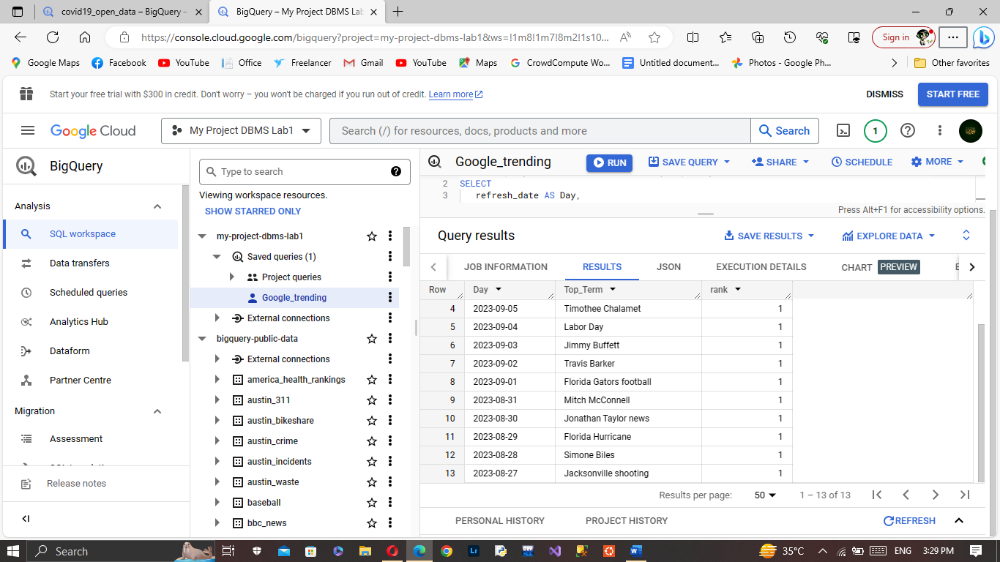 covid19_open_data – BigQuery –
BigQuery – My Project DBMS Lab
https://console.cloud.google.com/bigquery?project=my-project-dbms-lab1&ws=!1m8!1m7!8m2!1s10...
Sign in
Google Maps
Facebook
YouTube
Office
Freelancer
Gmail
YouTube
Maps
CrowdCompute Wo...
Untitled document...
Photos - Google Ph...
Other favorites
Start your free trial with $300 in credit. Don't worry – you won't be charged if you run out of credit. Learn more
DISMISS
START FREE
Google Cloud
My Project DBMS Lab1
Search (/) for resources, docs, products and more
Search
1
BigQuery
Analysis
SQL workspace
Data transfers
Scheduled queries
Analytics Hub
Dataform
Partner Centre
Migration
Assessment
Release notes
Type to search
Viewing workspace resources.
SHOW STARRED ONLY
my-project-dbms-lab1
Saved queries (1)
Project queries
Google_trending
External connections
bigquery-public-data
External connections
america_health_rankings
austin_311
austin_bikeshare
austin_crime
austin_incidents
austin_waste
baseball
bbc_news
Google_trending
RUN
SAVE QUERY
SHARE
SCHEDULE
MORE
2 SELECT
3 refresh_date AS Day,
Press Alt+F1 for accessibility options.
Query results
SAVE RESULTS
EXPLORE DATA
JOB INFORMATION
RESULTS
JSON
EXECUTION DETAILS
CHART PREVIEW
Row Day Top_Term rank
4 2023-09-05 Timothee Chalamet 1
5 2023-09-04 Labor Day 1
6 2023-09-03 Jimmy Buffett 1
7 2023-09-02 Travis Barker 1
8 2023-09-01 Florida Gators football 1
9 2023-08-31 Mitch McConnell 1
10 2023-08-30 Jonathan Taylor news 1
11 2023-08-29 Florida Hurricane 1
12 2023-08-28 Simone Biles 1
13 2023-08-27 Jacksonville shooting 1
Results per page: 50 1 – 13 of 13
PERSONAL HISTORY
PROJECT HISTORY
REFRESH
Search
35°C
ENG
3:29 PM